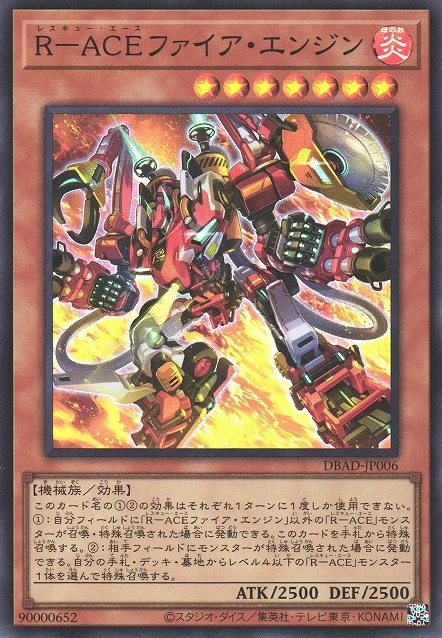 レスキュー・エース
R－ACEファイア・エンジン
ほのお
炎
DBAD-JP006
【機械族／効果】
このカード名の①②の効果はそれぞれ1ターンに1度しか使用できない。
①：自分フィールドに「R－ACEファイア・エンジン」以外の「R－ACE」モンス
ターが召喚・特殊召喚された場合に発動できる。このカードを手札から特殊
召喚する。②：相手フィールドにモンスターが特殊召喚された場合に発動
できる。自分の手札・デッキ・墓地からレベル４以下の「R－ACE」モンスター
1体を選んで特殊召喚する。
ATK/2500 DEF/2500
90000652
©スタジオ・ダイス／集英社・テレビ東京・KONAMI